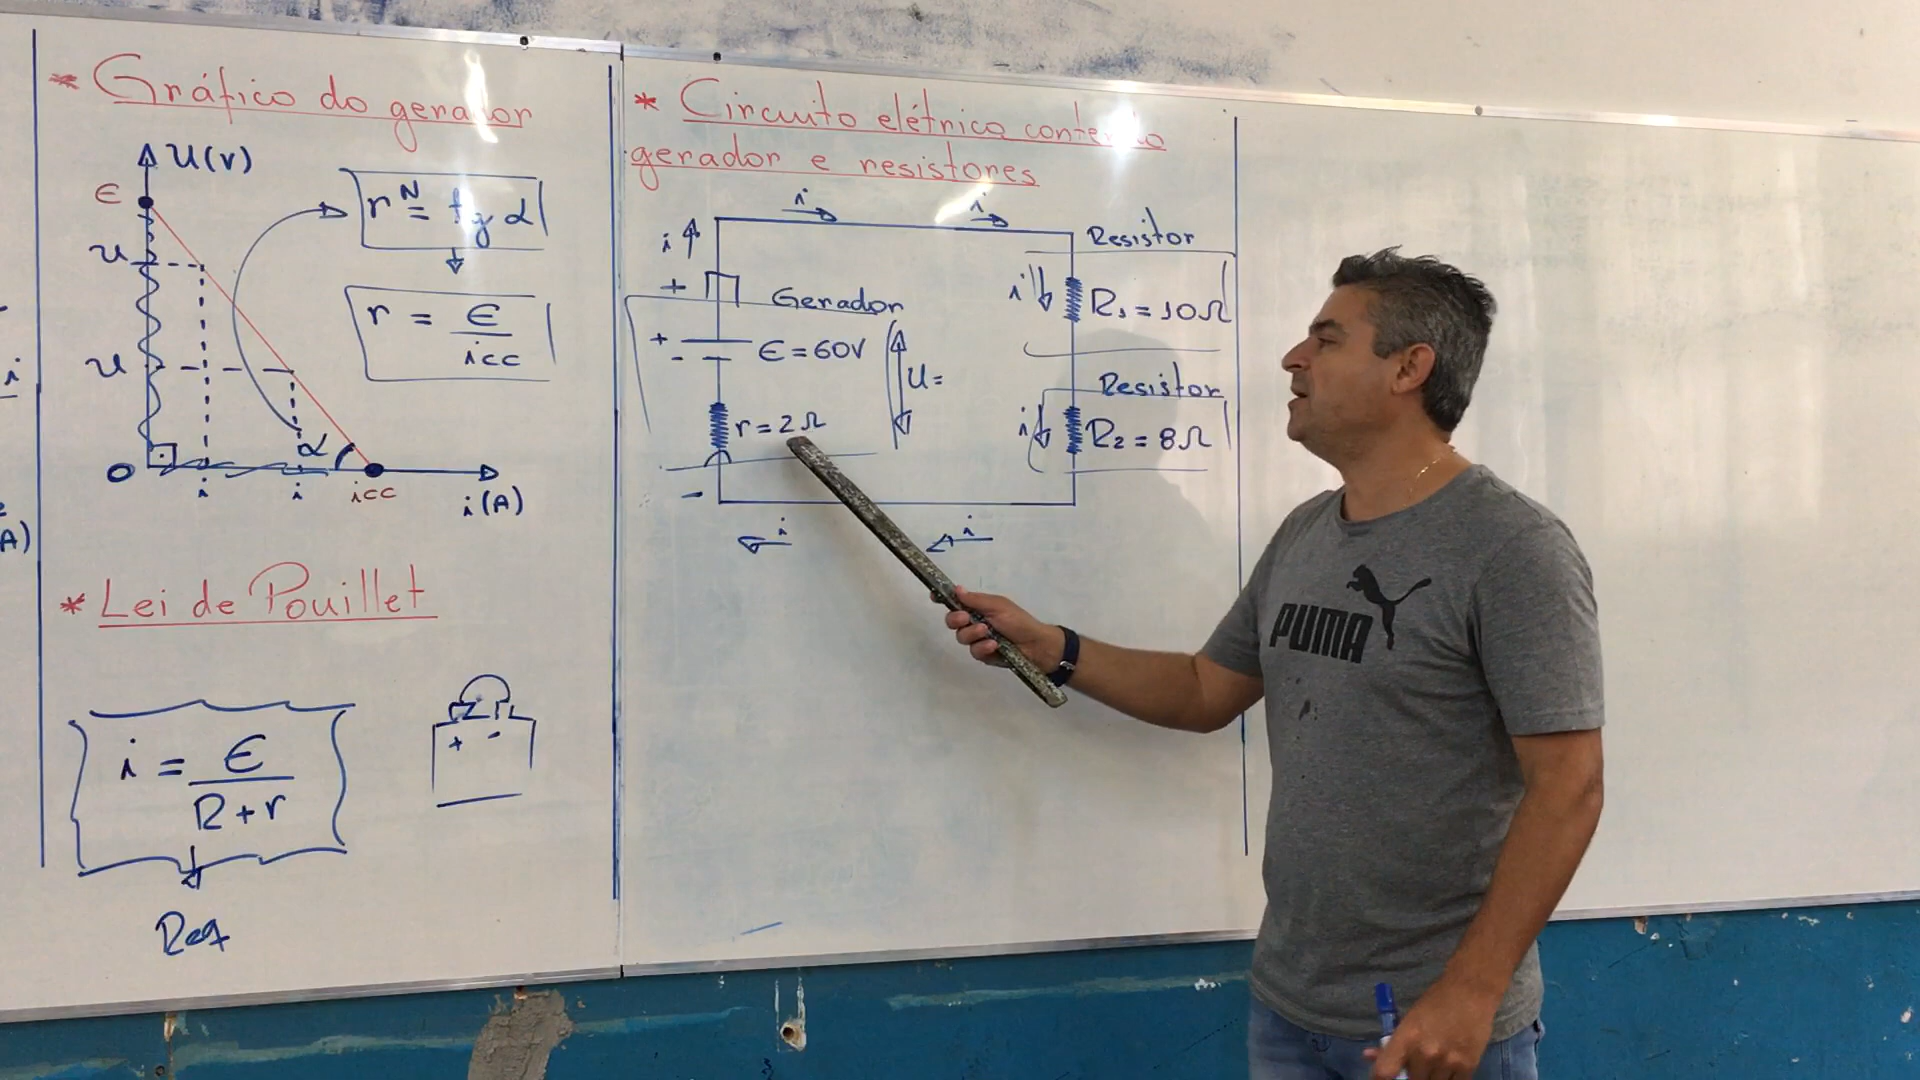 * Gráfico do gerador
U(V)
ε
U
U
O
i
i
icc
i(A)
α
r N= tg α
r = ε/icc
* Lei de Pouillet
i = ε/R+r
Req
+ -
* Circuito elétrico contendo
gerador e resistores
i
i
i
+
Gerador
+
-
ε = 60V
U =
r = 2Ω
-
i
i
Resistor
i
R₁ = 10Ω
Resistor
i
R₂ = 8Ω
i
A)
PUMA